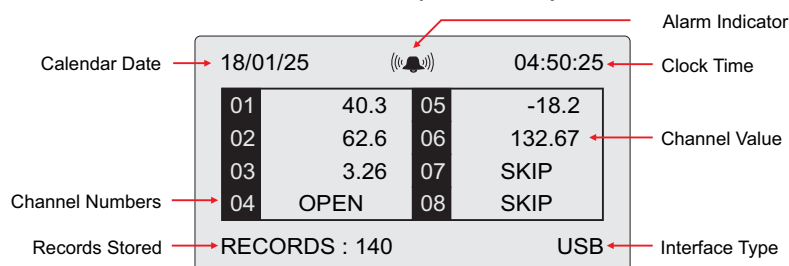 Alarm Indicator
Calendar Date 18/01/25 04:50:25 Clock Time
01 40.3 05 -18.2
02 62.6 06 132.67 Channel Value
03 3.26 07 SKIP
Channel Numbers 04 OPEN 08 SKIP
Records Stored RECORDS : 140 USB Interface Type